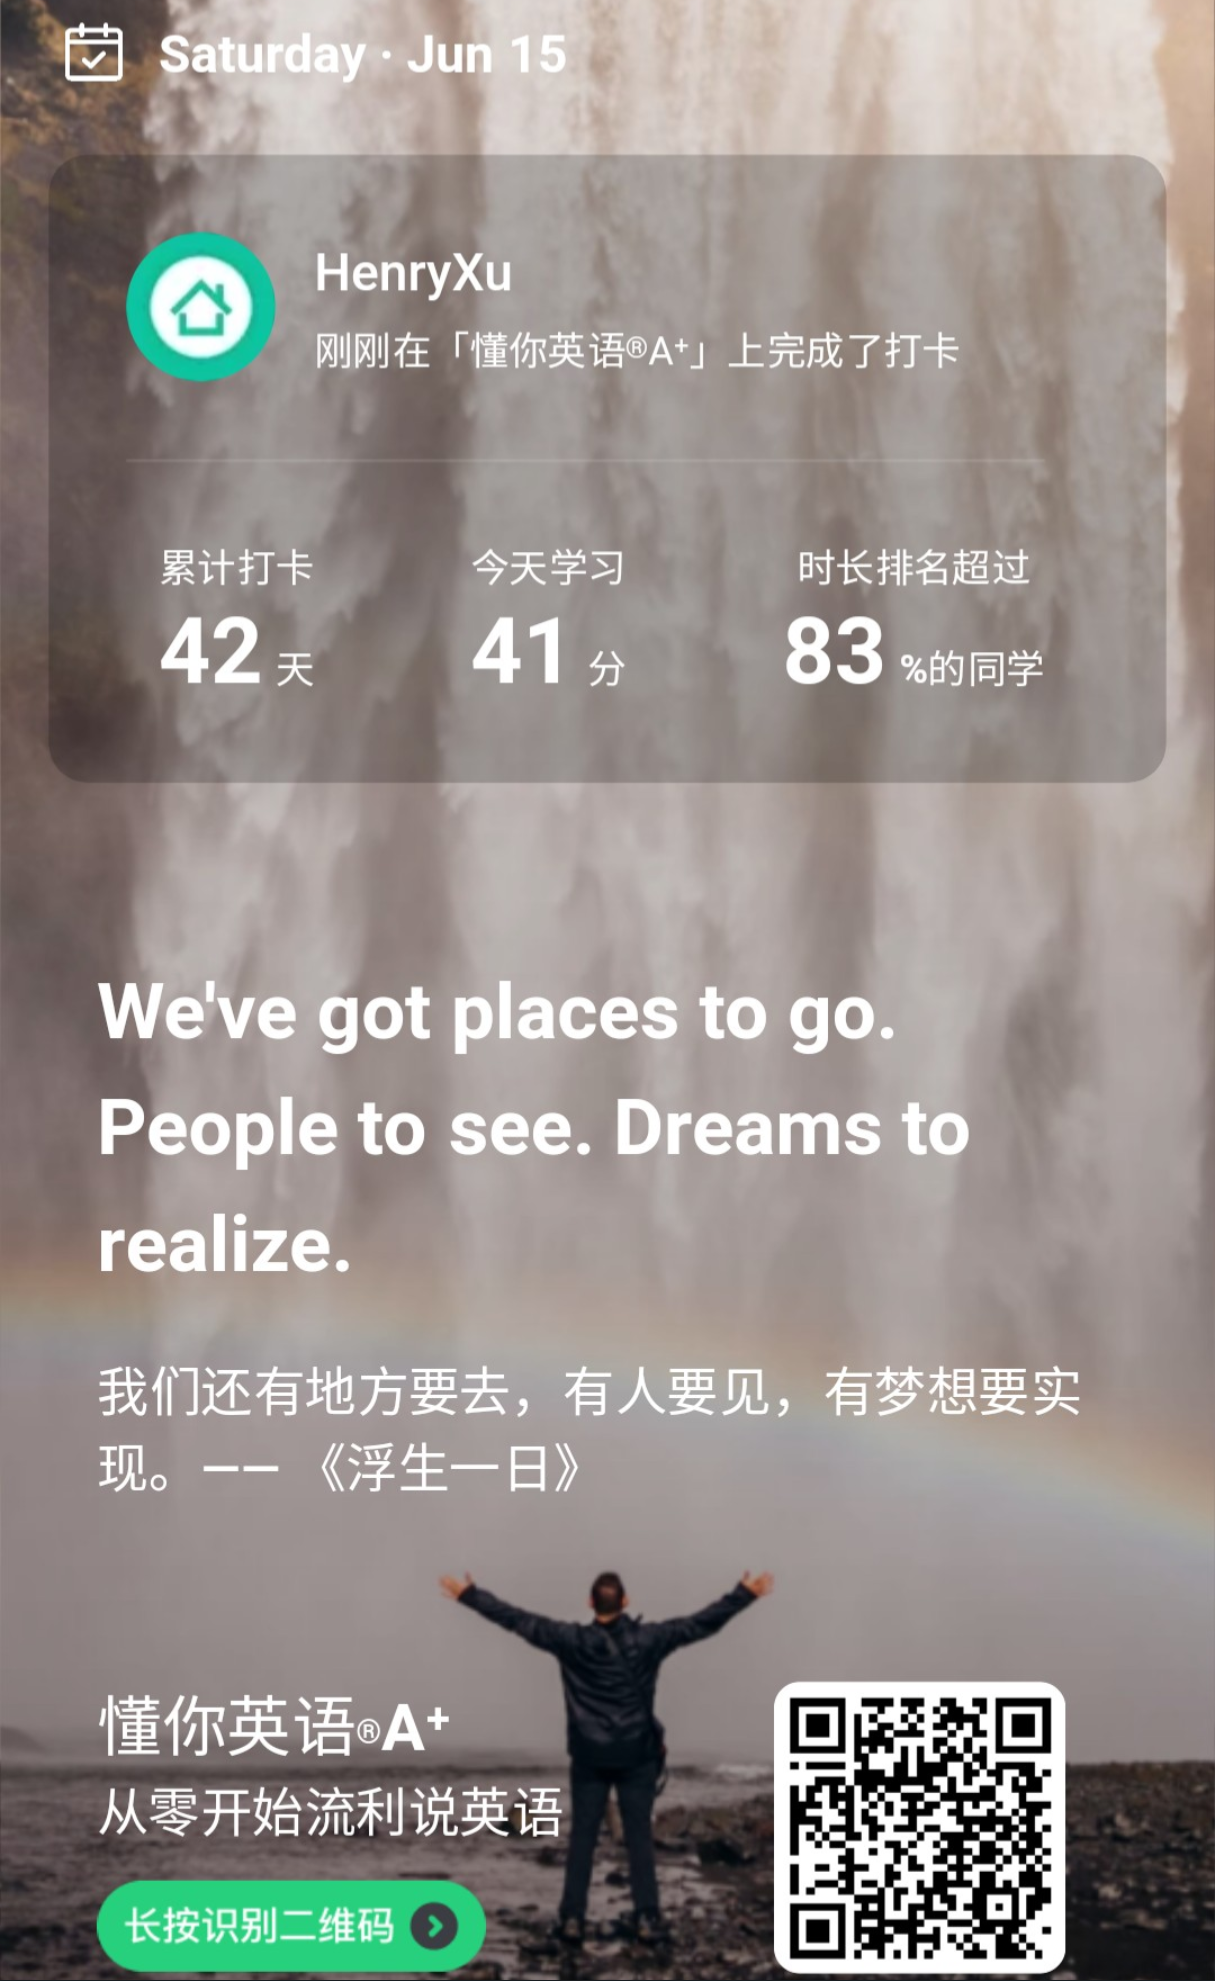 Saturday · Jun 15
HenryXu
刚刚在「懂你英语®A⁺」上完成了打卡
累计打卡 今天学习 时长排名超过
42 天 41 分 83 %的同学
We've got places to go.
People to see. Dreams to
realize.
我们还有地方要去，有人要见，有梦想要实
现。——《浮生一日》
懂你英语®A⁺
从零开始流利说英语
长按识别二维码